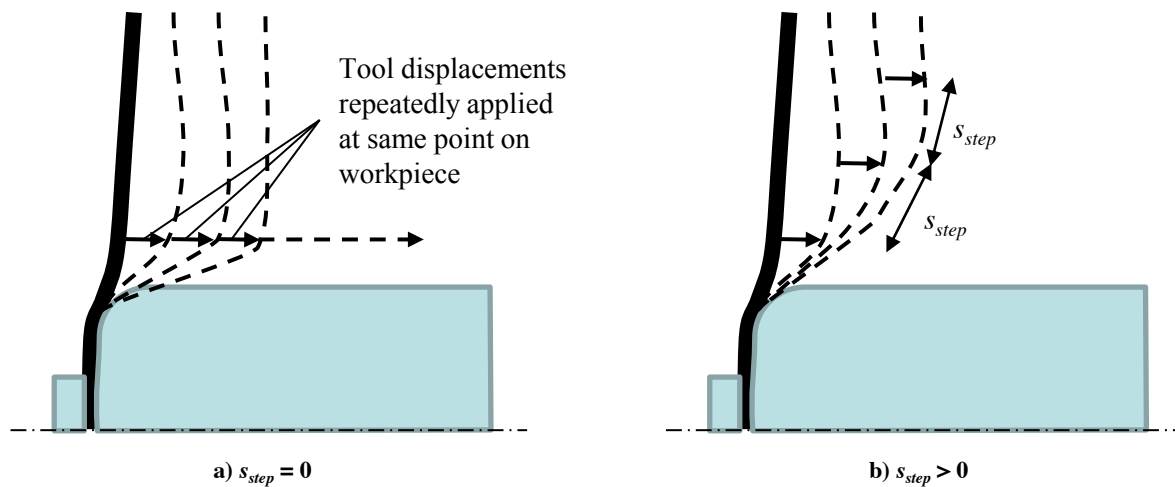 Tool displacements
repeatedly applied
at same point on
workpiece
s_step
s_step
a) s_step = 0
b) s_step > 0